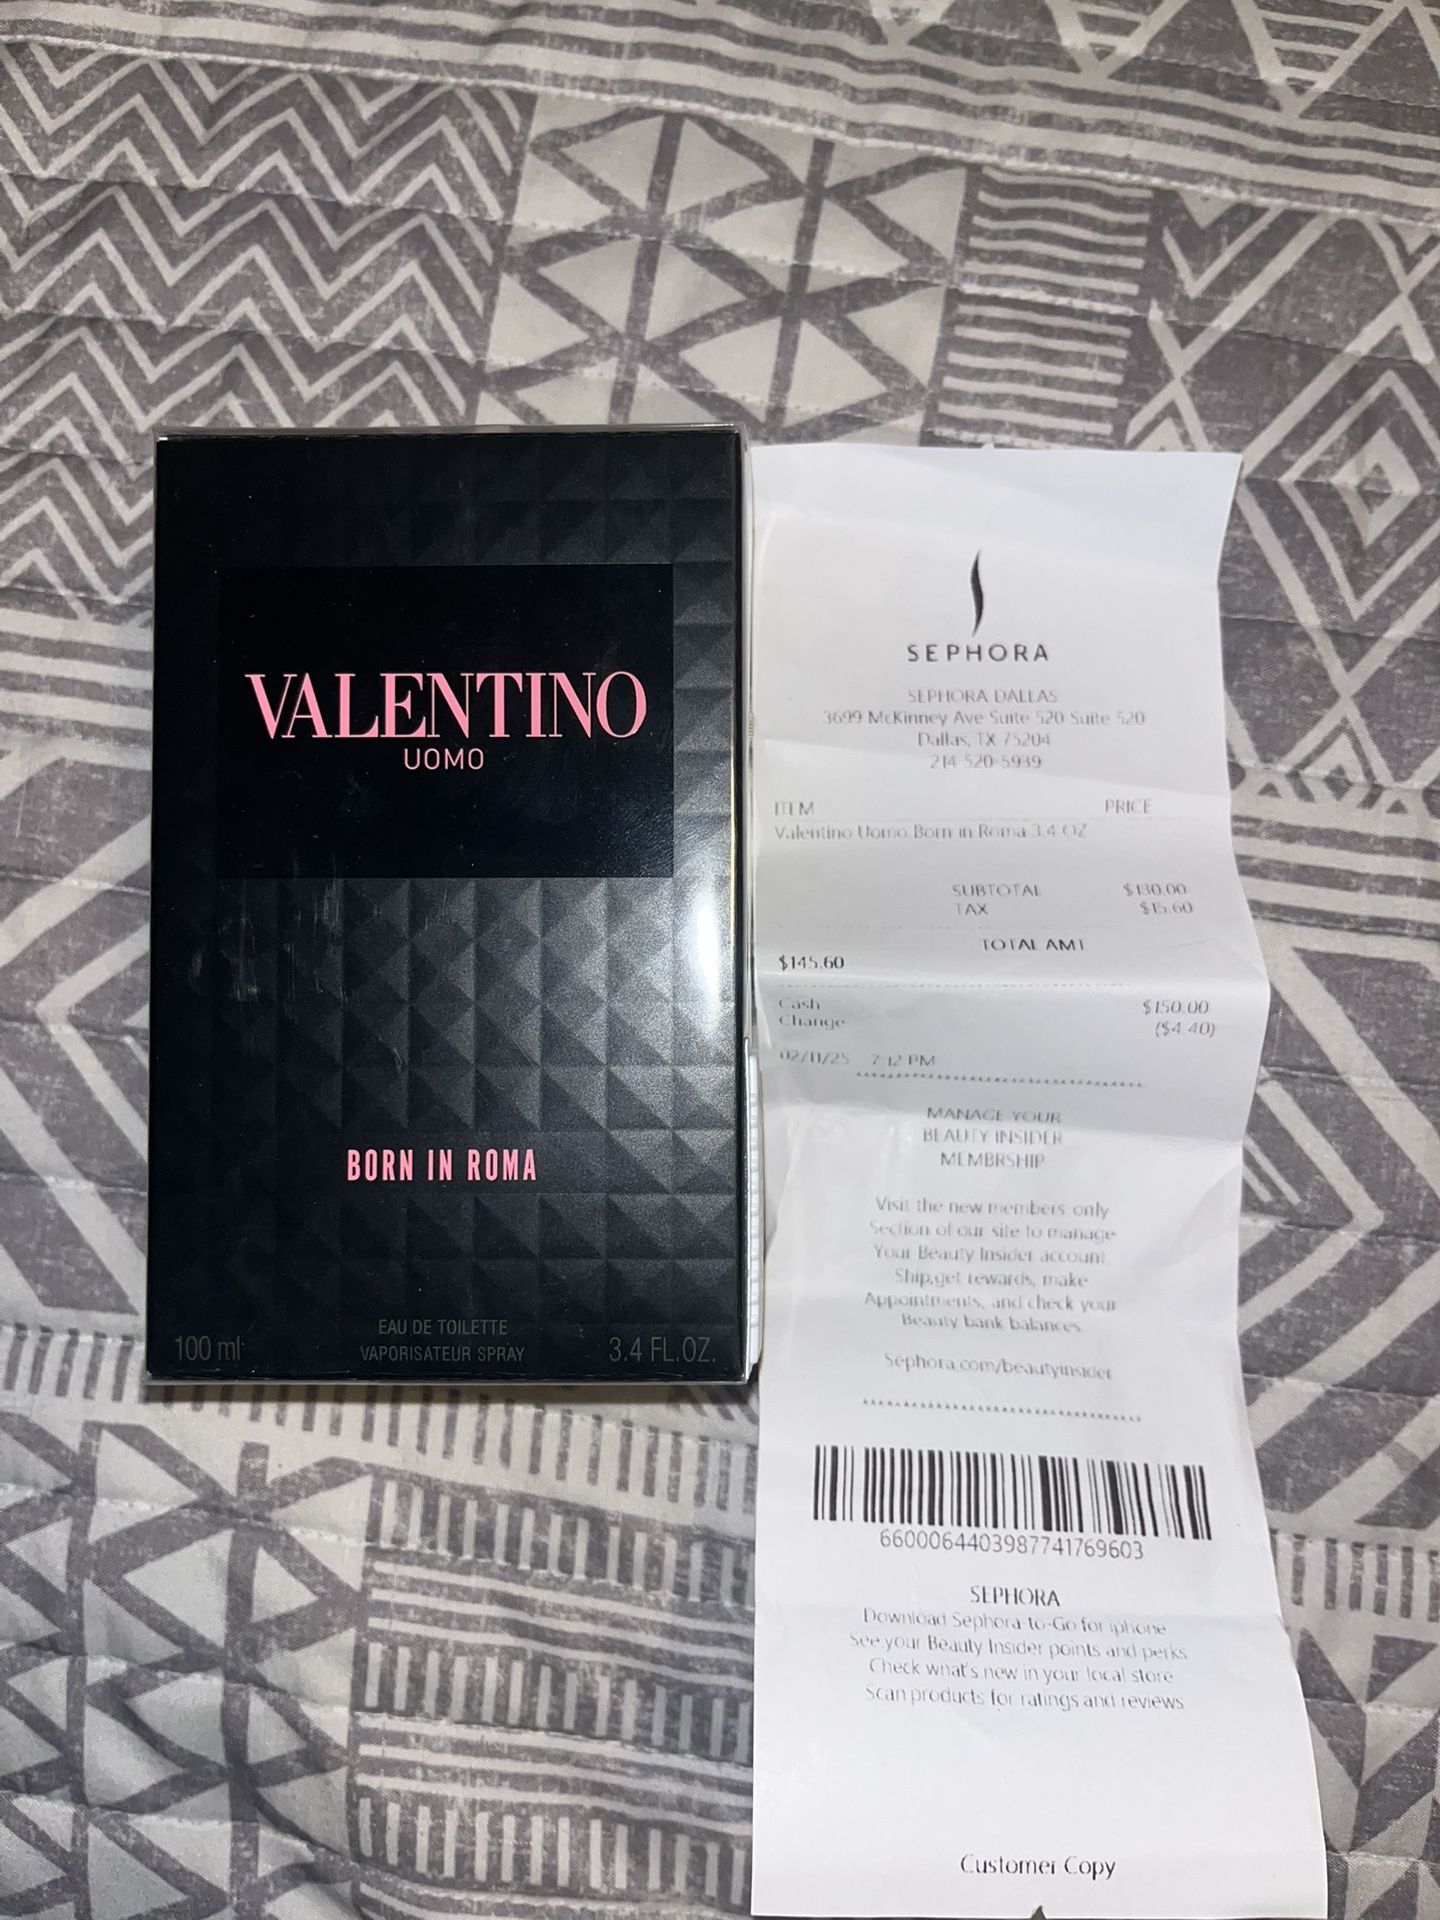 VALENTINO
UOMO
BORN IN ROMA
EAU DE TOILETTE
100 ml VAPORISATEUR SPRAY 3.4 FL.OZ.
SEPHORA
SEPHORA DALLAS
3699 McKinney Ave Suite 520 Suite 520
Dallas, TX 75204
214-520-5939
ITEM PRICE
Valentino Uomo Born in Roma 3.4 OZ
SUBTOTAL $130.00
TAX $15.60
TOTAL AMT
$145.60
Cash $150.00
Change ($4.40)
02/11/25 7:12 PM
MANAGE YOUR
BEAUTY INSIDER
MEMBRSHIP
Visit the new members-only
Section of our site to manage
Your Beauty Insider account.
Ship,get rewards, make
Appointments, and check your
Beauty bank balances.
Sephora.com/beautyinsider
6600064403987741769603
SEPHORA
Download Sephora-to-Go for iphone
See your Beauty Insider points and perks
Check what's new in your local store
Scan products for ratings and reviews
Customer Copy